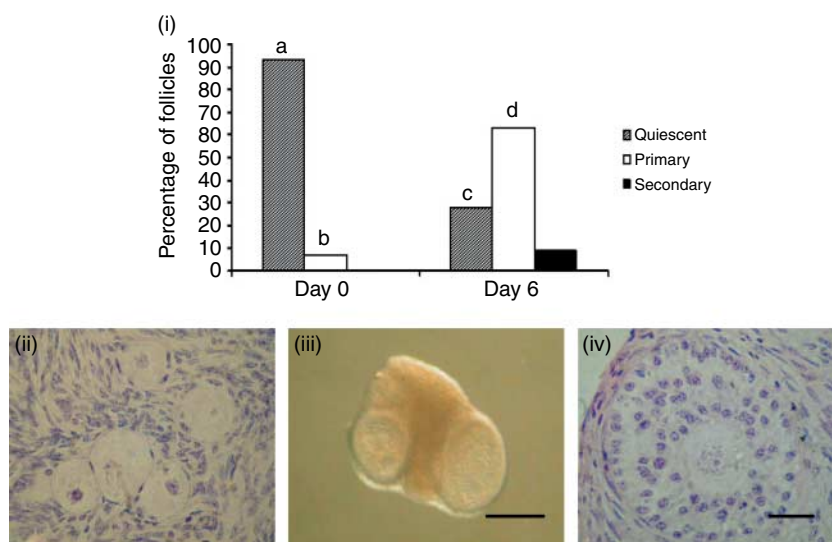 (i)
Percentage of follicles
100
90
80
70
80
50
40
30
20
10
0
a
b
c
d
Day 0
Day 6
Quiescent
Primary
Secondary
(ii)
(iii)
(iv)